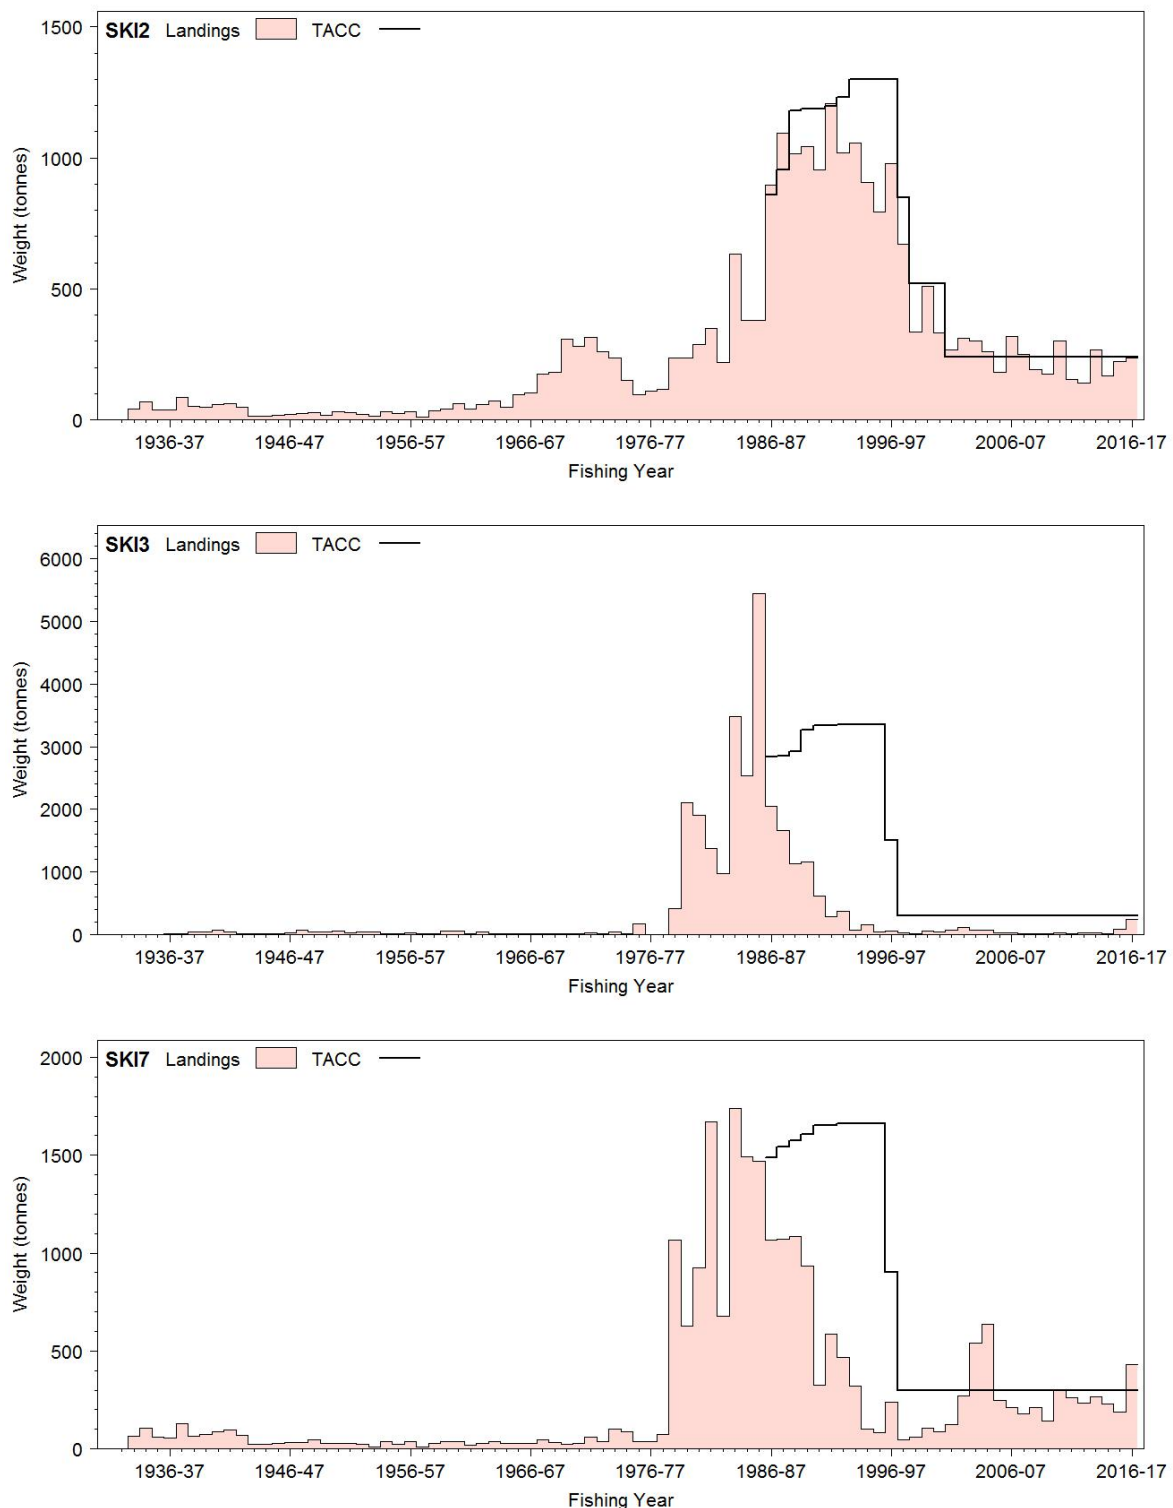 SKI2 Landings TACC
1500
1000
500
0
Weight (tonnes)
1936-37 1946-47 1956-57 1966-67 1976-77 1986-87 1996-97 2006-07 2016-17
Fishing Year
SKI3 Landings TACC
6000
5000
4000
3000
2000
1000
0
Weight (tonnes)
1936-37 1946-47 1956-57 1966-67 1976-77 1986-87 1996-97 2006-07 2016-17
Fishing Year
SKI7 Landings TACC
2000
1500
1000
500
0
Weight (tonnes)
1936-37 1946-47 1956-57 1966-67 1976-77 1986-87 1996-97 2006-07 2016-17
Fishing Year